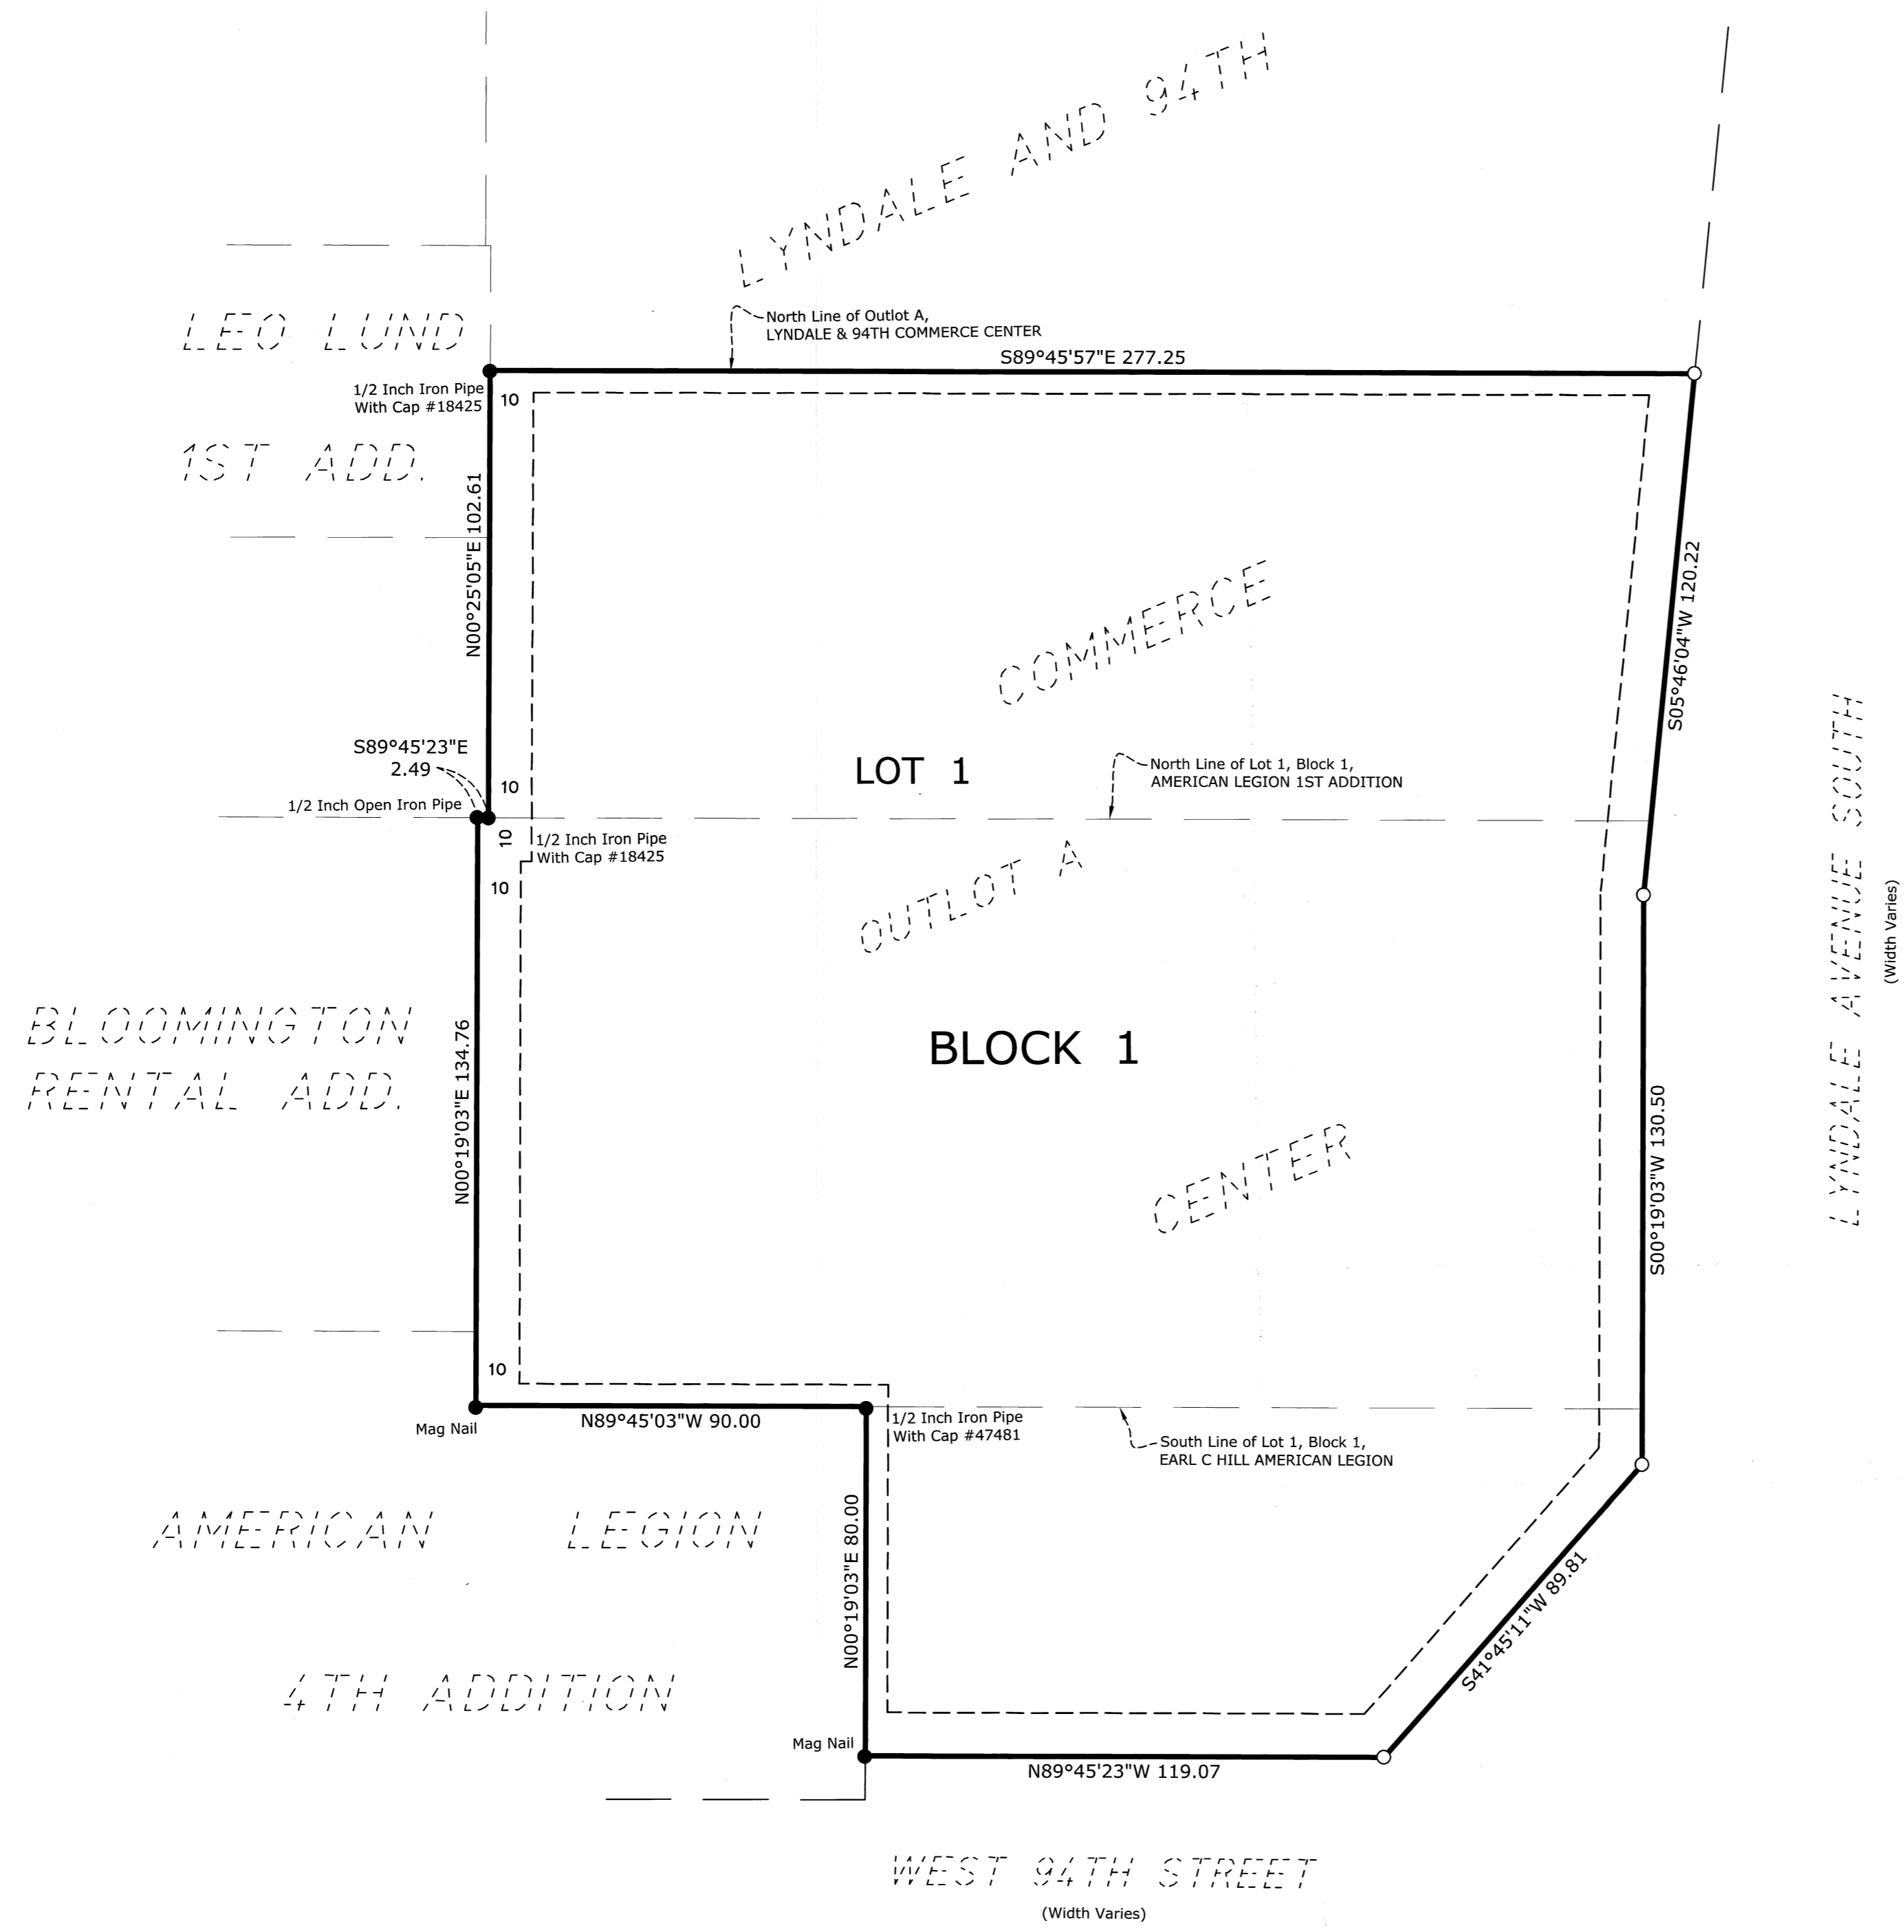 LYNDALE AND 94TH
North Line of Outlot A,
LYNDALE & 94TH COMMERCE CENTER
S89°45'57"E 277.25
LEO LUND
1ST ADD.
1/2 Inch Iron Pipe
With Cap #18425
10
N00°25'05"E 102.61
S05°46'04"W 120.22
COMMERCE
LOT 1
North Line of Lot 1, Block 1,
AMERICAN LEGION 1ST ADDITION
S89°45'23"E
2.49
10
1/2 Inch Open Iron Pipe
10
1/2 Inch Iron Pipe
With Cap #18425
10
OUTLOT A
LYNDALE AVENUE SOUTH
(Width Varies)
BLOOMINGTON
RENTAL ADD.
BLOCK 1
N00°19'03"E 134.76
S00°19'03"W 130.50
CENTER
10
Mag Nail
N89°45'03"W 90.00
1/2 Inch Iron Pipe
With Cap #47481
South Line of Lot 1, Block 1,
EARL C HILL AMERICAN LEGION
AMERICAN LEGION
4TH ADDITION
N00°19'03"E 80.00
S41°45'11"W 89.81
Mag Nail
N89°45'23"W 119.07
WEST 94TH STREET
(Width Varies)